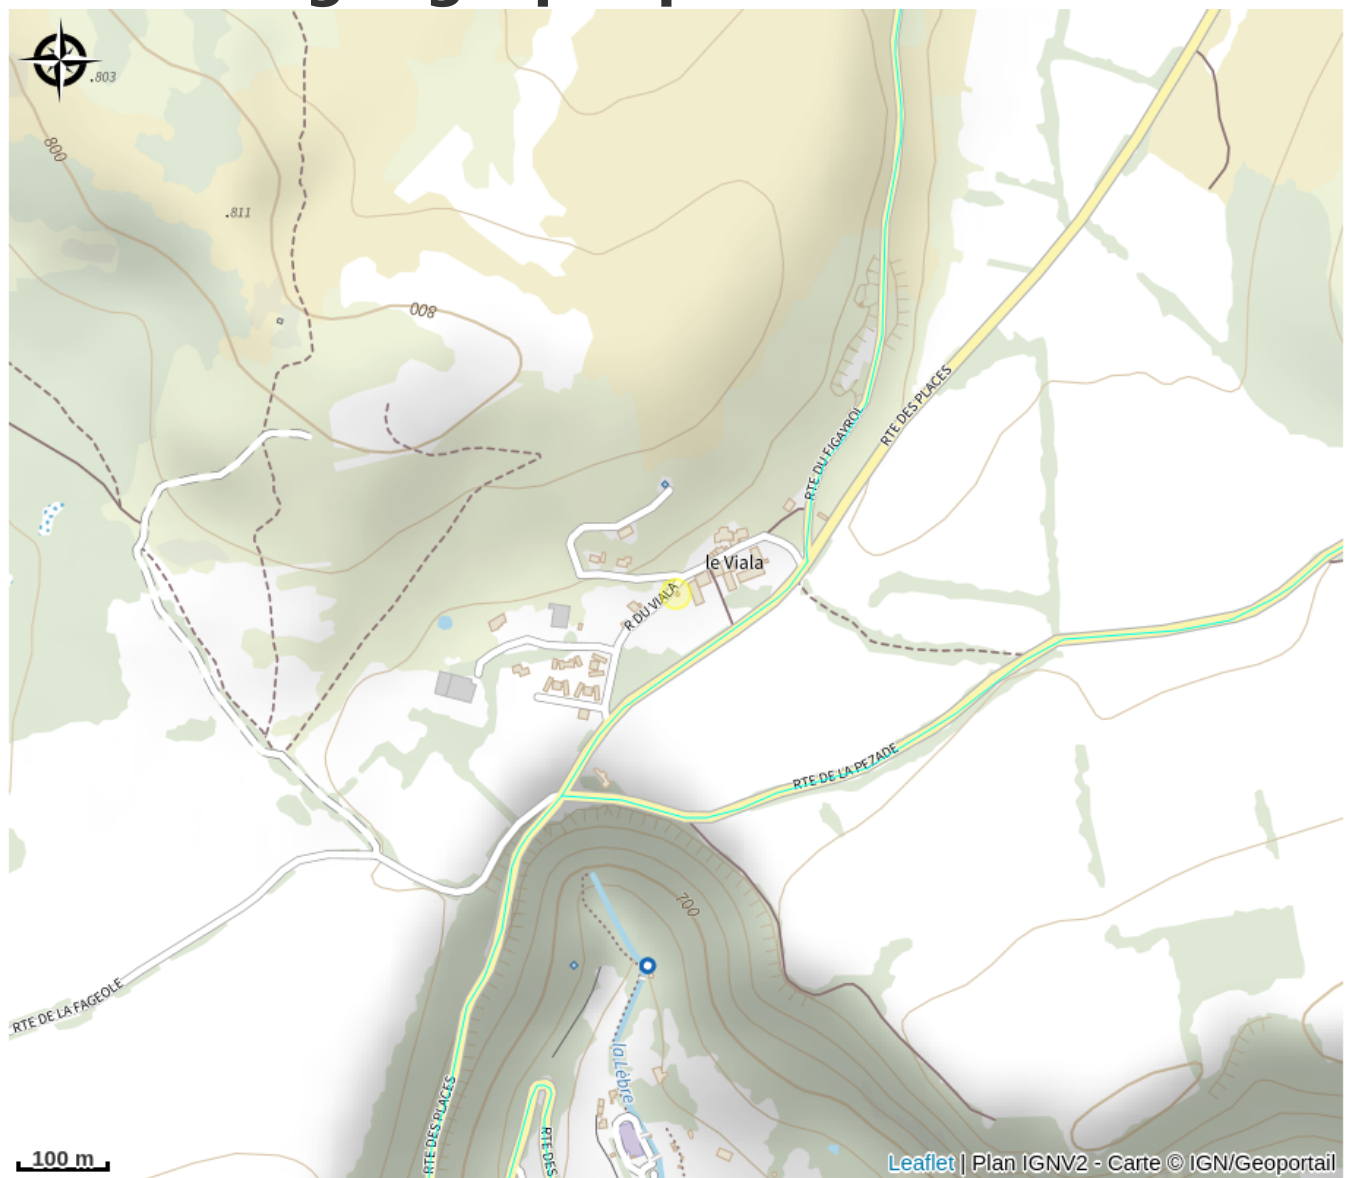 .803
800
.811
800
RTE DES PLACES
RTE DU FIGAYROL
le Viala
R DU VIALA
RTE DE LA PEZADE
700
RTE DE LA FAGEOLE
la Lèbre
RTE DES PLACES
RTE DES
100 m
Leaflet | Plan IGNV2 - Carte © IGN/Geoportail